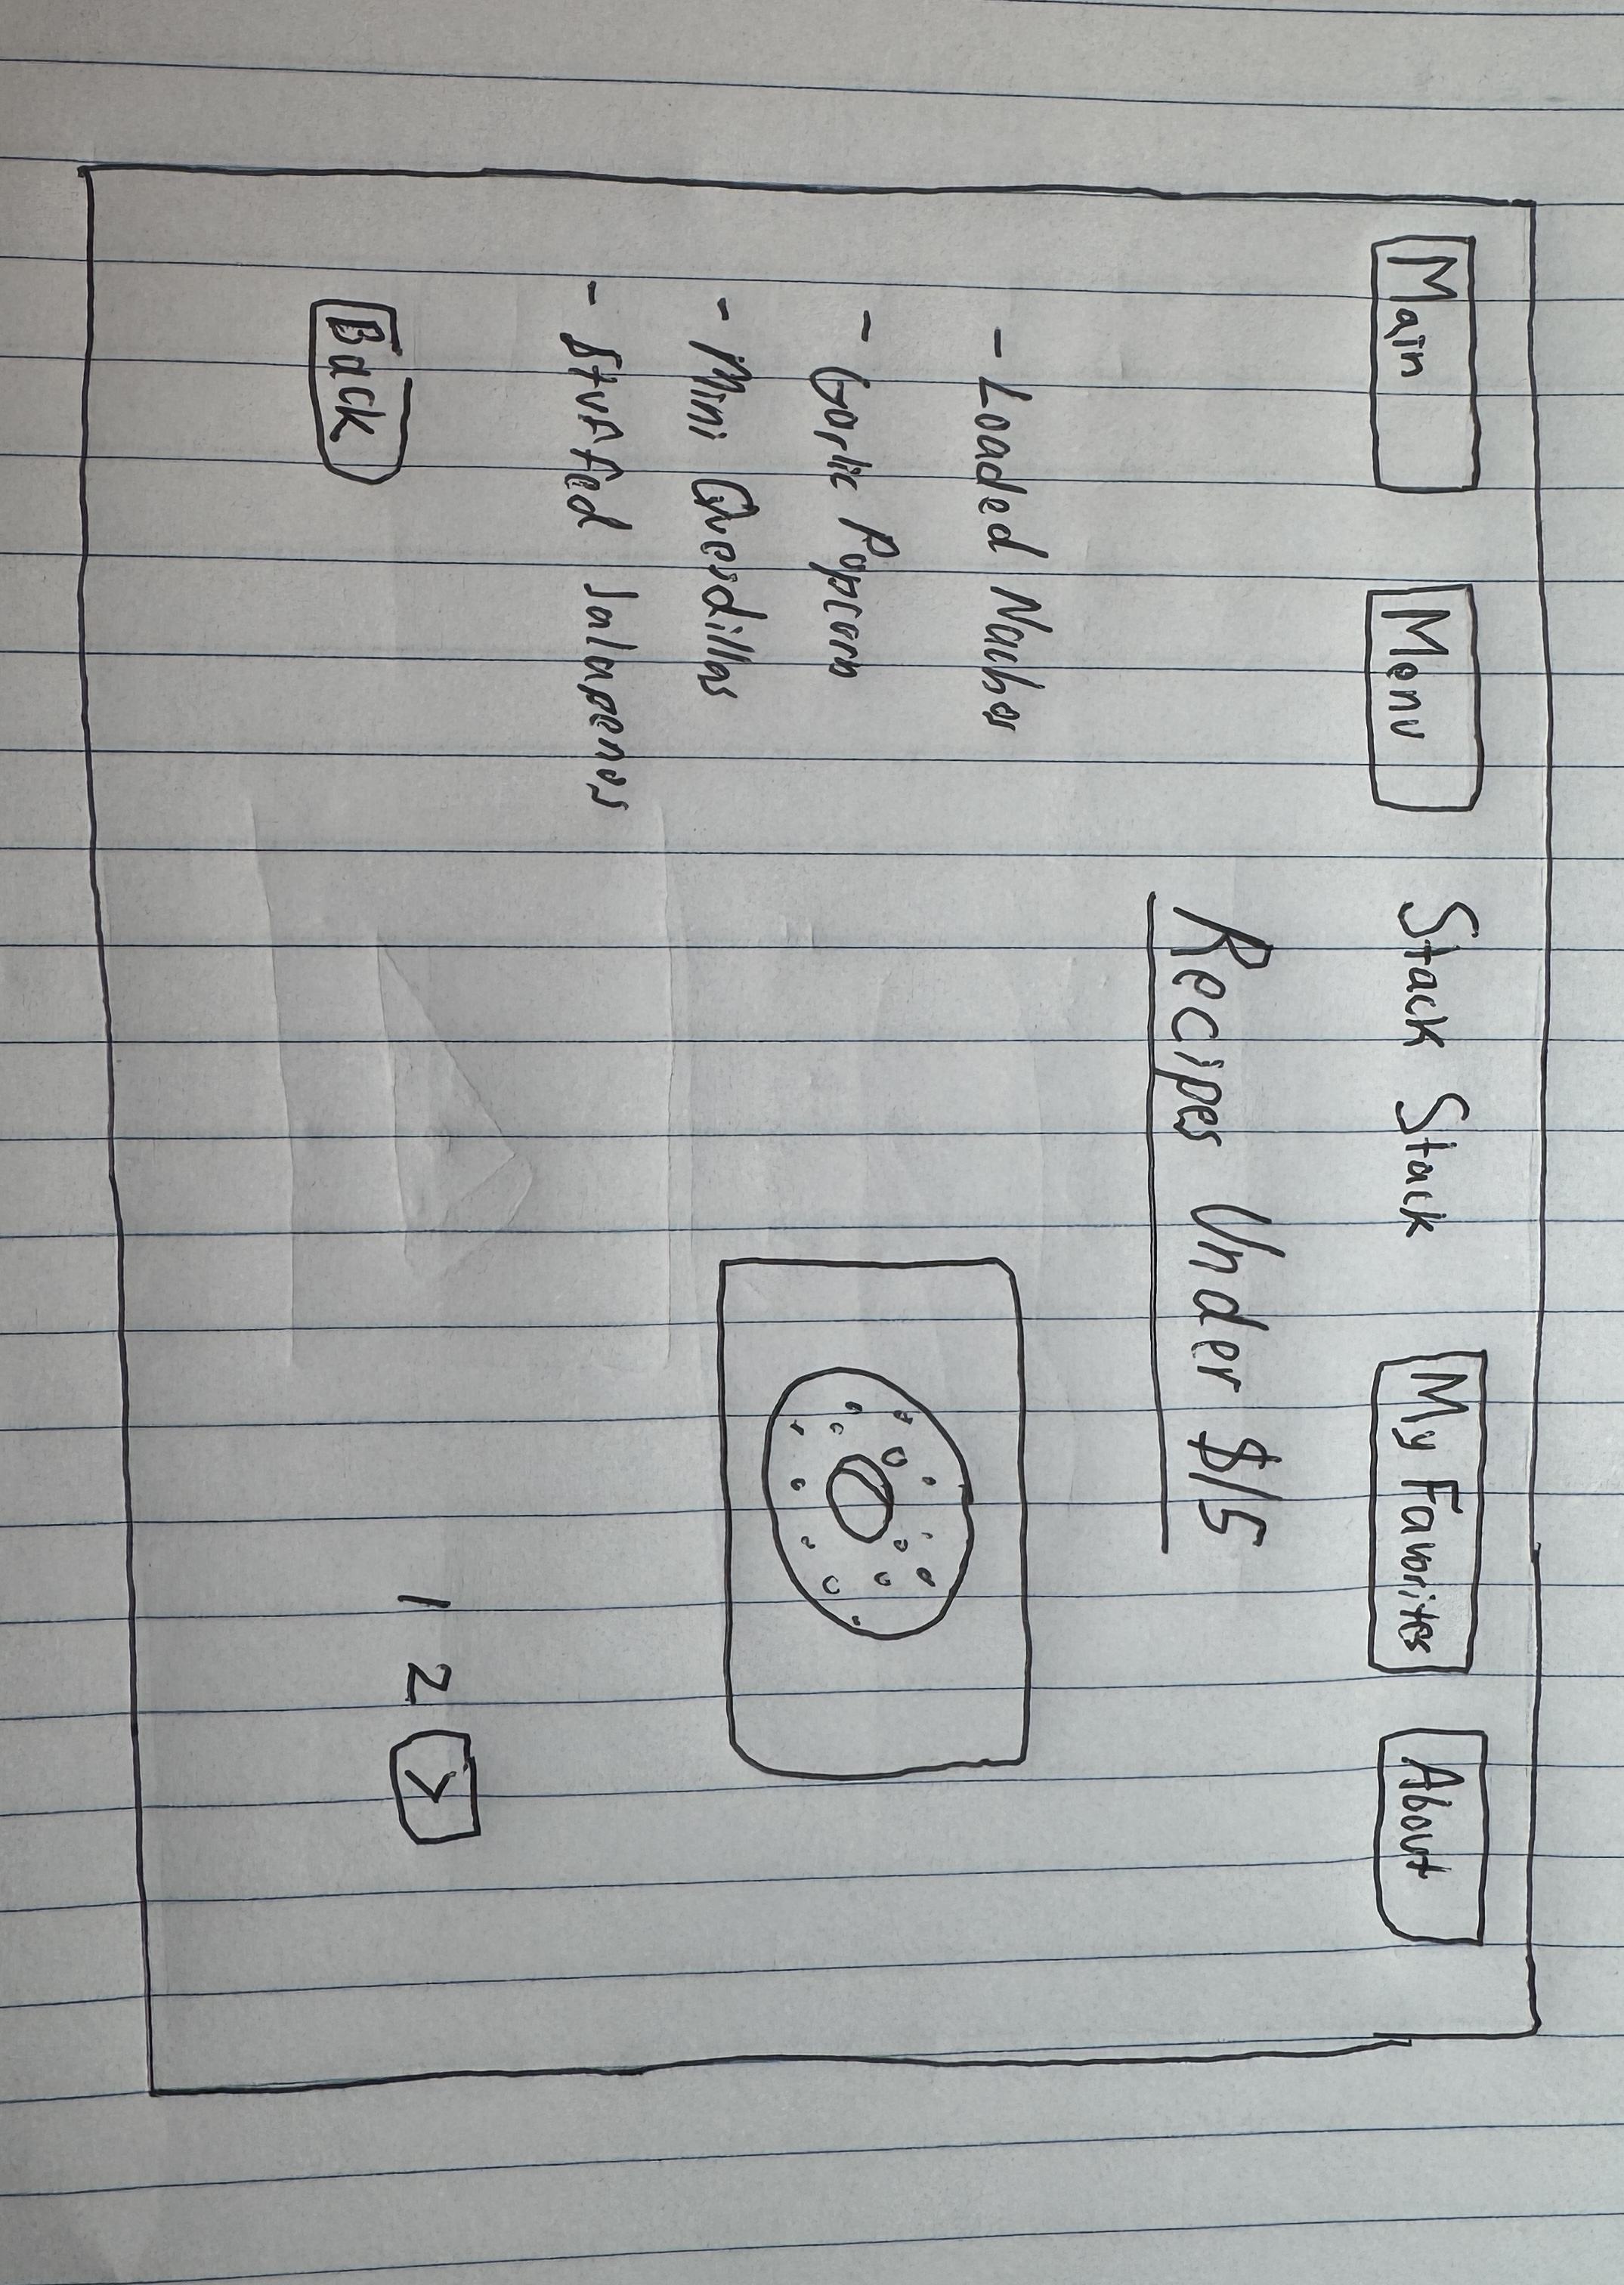 Main Menu Stack Stack My Favorites About
Recipes Under $15
- Loaded Nachos
- Garlic Popcorn
- Mini Quesdillas
- Stuffed Jalapenos
1 2 >
Back